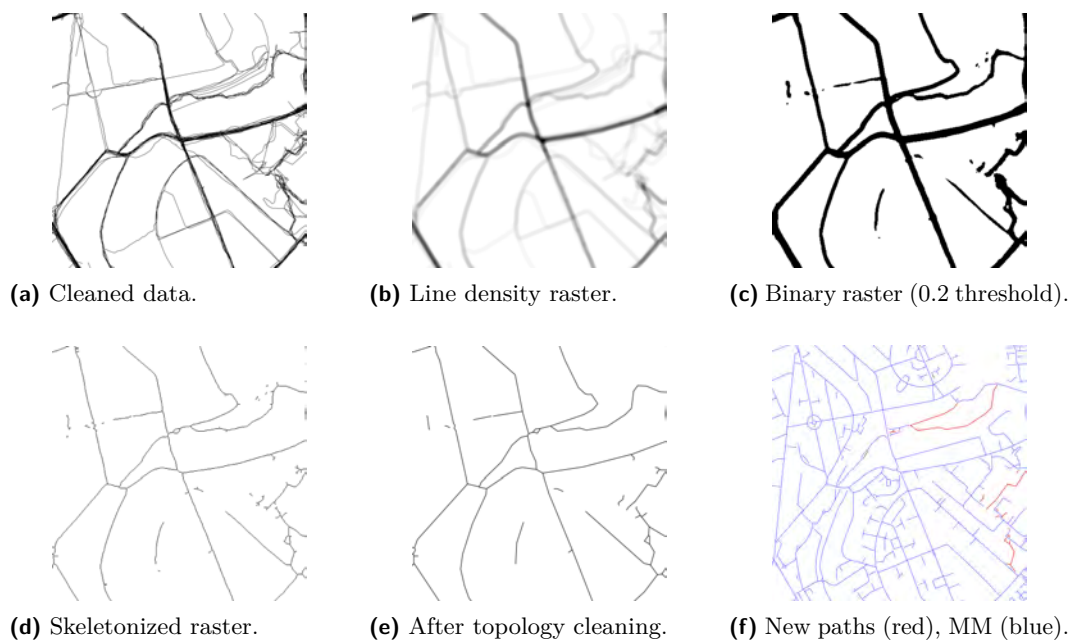 (a) Cleaned data.
(b) Line density raster.
(c) Binary raster (0.2 threshold).
(d) Skeletonized raster.
(e) After topology cleaning.
(f) New paths (red), MM (blue).